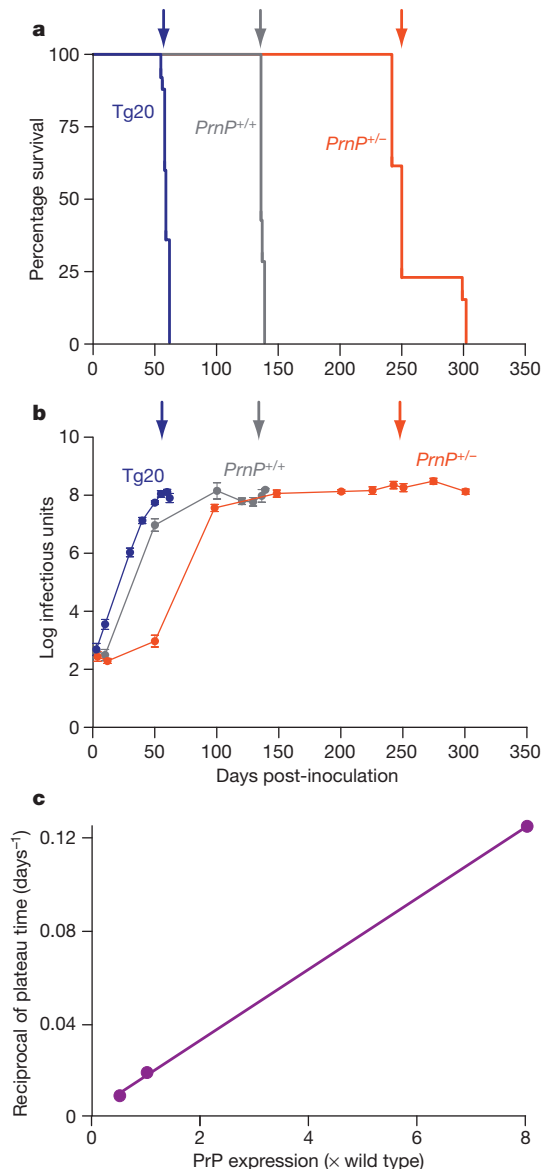 a
100
75
50
25
0
Percentage survival
Tg20
PrnP+/+
PrnP+/–
0 50 100 150 200 250 300 350
b
10
8
6
4
2
0
Log infectious units
Tg20
PrnP+/+
PrnP+/–
0 50 100 150 200 250 300 350
Days post-inoculation
c
0.12
0.08
0.04
0
Reciprocal of plateau time (days–1)
0 2 4 6 8
PrP expression (× wild type)